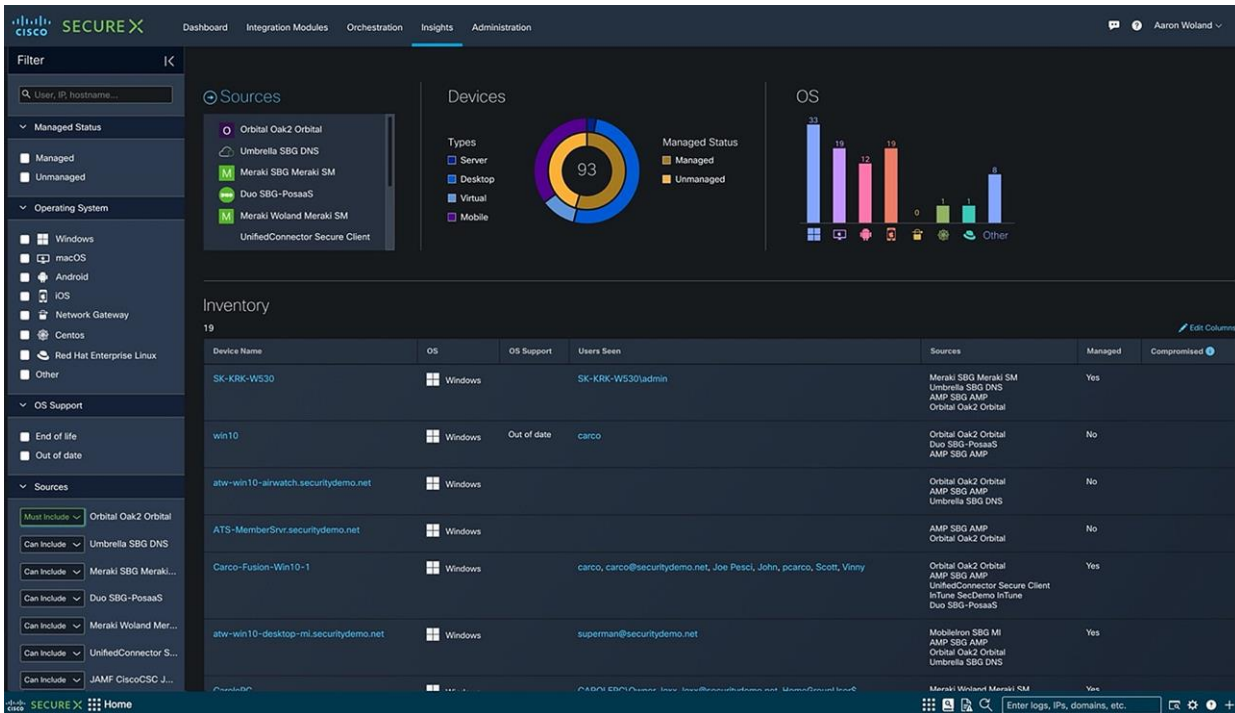 CISCO SECURE X
Dashboard Integration Modules Orchestration Insights Administration
Aaron Woland
Filter
User, IP, hostname...
Managed Status
Managed
Unmanaged
Operating System
Windows
macOS
Android
iOS
Network Gateway
Centos
Red Hat Enterprise Linux
Other
OS Support
End of life
Out of date
Sources
Must Include Orbital Oak2 Orbital
Can Include Umbrella SBG DNS
Can Include Meraki SBG Meraki...
Can Include Duo SBG-PosaaS
Can Include Meraki Woland Mer...
Can Include UnifiedConnector S...
Can Include JAMF CiscoCSC J...
Sources
Orbital Oak2 Orbital
Umbrella SBG DNS
Meraki SBG Meraki SM
Duo SBG-PosaaS
Meraki Woland Meraki SM
UnifiedConnector Secure Client
Devices
Types
Server
Desktop
Virtual
Mobile
93
Managed Status
Managed
Unmanaged
OS
33 19 12 19 0 1 1 8
Other
Inventory
19
Edit Columns
Device Name OS OS Support Users Seen Sources Managed Compromised
SK-KRK-W530 Windows SK-KRK-W530\admin Meraki SBG Meraki SM Yes
Umbrella SBG DNS
AMP SBG AMP
Orbital Oak2 Orbital
win10 Windows Out of date carco Orbital Oak2 Orbital No
Duo SBG-PosaaS
AMP SBG AMP
atw-win10-airwatch.securitydemo.net Windows Orbital Oak2 Orbital No
AMP SBG AMP
Umbrella SBG DNS
ATS-MemberSrvr.securitydemo.net Windows AMP SBG AMP No
Orbital Oak2 Orbital
Carco-Fusion-Win10-1 Windows carco, carco@securitydemo.net, Joe Pesci, John, pcarco, Scott, Vinny Orbital Oak2 Orbital Yes
AMP SBG AMP
UnifiedConnector Secure Client
InTune SecDemo InTune
Duo SBG-PosaaS
atw-win10-desktop-mi.securitydemo.net Windows superman@securitydemo.net MobileIron SBG MI Yes
AMP SBG AMP
Orbital Oak2 Orbital
Umbrella SBG DNS
Meraki Woland Meraki SM Yes
CISCO SECURE X Home
Enter logs, IPs, domains, etc.